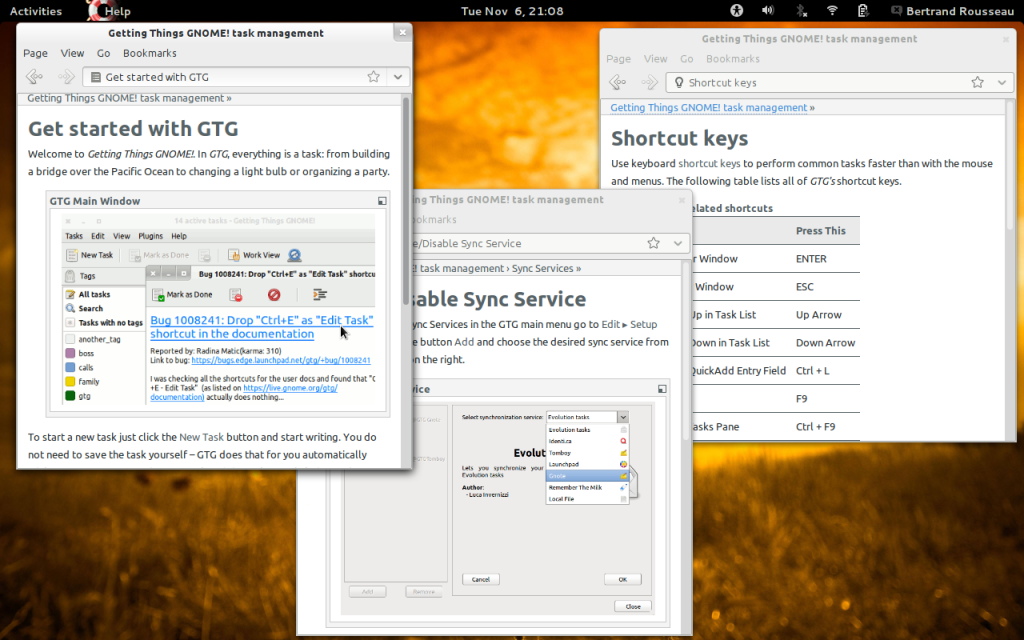 Activities
Help
Tue Nov 6, 21:08
Bertrand Rousseau
Getting Things GNOME! task management
Page View Go Bookmarks
Get started with GTG
Getting Things GNOME! task management »
Get started with GTG
Welcome to Getting Things GNOME!. In GTG, everything is a task: from building
a bridge over the Pacific Ocean to changing a light bulb or organizing a party.
GTG Main Window
14 active tasks - Getting Things GNOME!
Tasks Edit View Plugins Help
New Task Mark as Done Work View
Tags
Bug 1008241: Drop "Ctrl+E" as "Edit Task" shortcu
Mark as Done
All tasks
Search
Tasks with no tags
another_tag
boss
calls
family
gtg
Bug 1008241: Drop "Ctrl+E" as "Edit Task"
shortcut in the documentation
Reported by: Radina Matic(karma: 310)
Link to bug: https://bugs.edge.launchpad.net/gtg/+bug/1008241
I was checking all the shortcuts for the user docs and found that "C
+E - Edit Task" (as listed on https://live.gnome.org/gtg/
documentation) actually does nothing...
To start a new task just click the New Task button and start writing. You do
not need to save the task yourself – GTG does that for you automatically
ng Things GNOME! task management
okmarks
e/Disable Sync Service
E! task management › Sync Services »
able Sync Service
ync Services in the GTG main menu go to Edit ▸ Setup
e button Add and choose the desired sync service from
on the right.
vice
Select synchronization service: Evolution tasks
Evolution tasks
Identica
Tomboy
Launchpad
Gnote
Remember The Milk
Local File
Evolut
Lets you synchronize your
Evolution tasks
Author:
- Luca Invernizzi
Cancel
OK
Add
Remove
Close
Getting Things GNOME! task management
Page View Go Bookmarks
Shortcut keys
Getting Things GNOME! task management »
Shortcut keys
Use keyboard shortcut keys to perform common tasks faster than with the mouse
and menus. The following table lists all of GTG's shortcut keys.
elated shortcuts
Press This
r Window ENTER
Window ESC
Up in Task List Up Arrow
Down in Task List Down Arrow
QuickAdd Entry Field Ctrl + L
F9
asks Pane Ctrl + F9